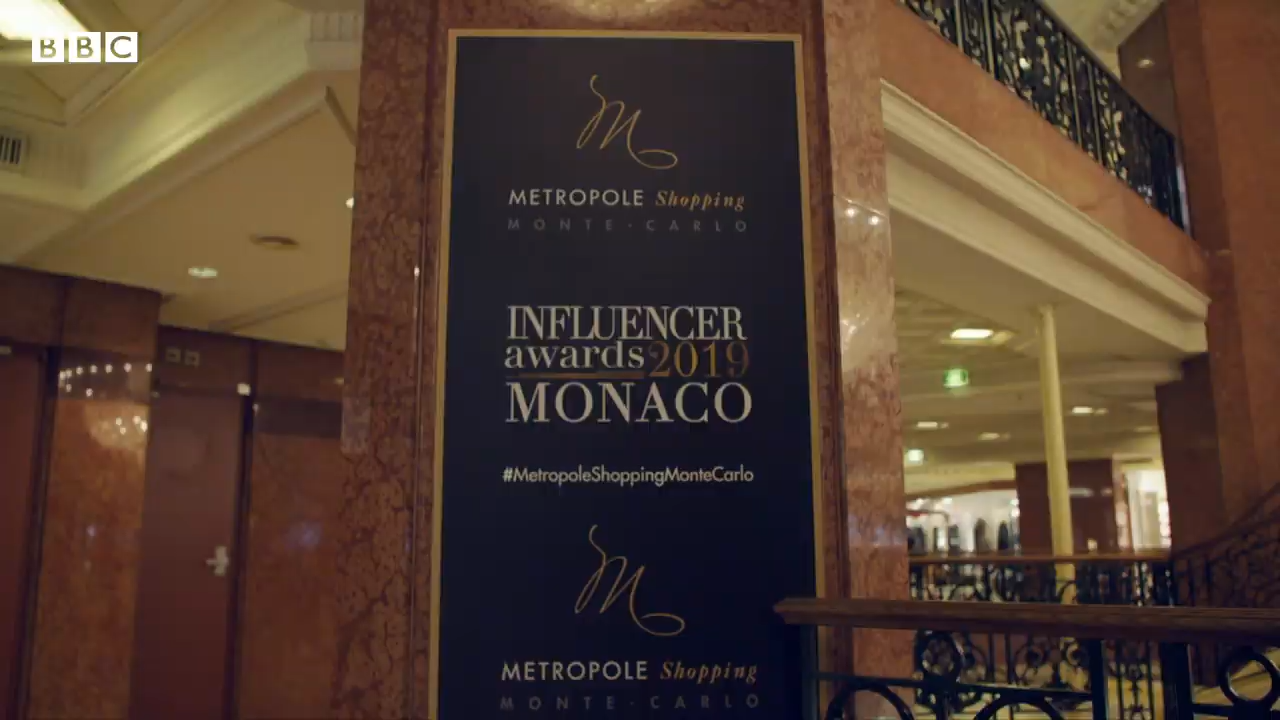 BBC
M
METROPOLE Shopping
MONTE-CARLO
INFLUENCER
awards 2019
MONACO
#MetropoleShoppingMonteCarlo
M
METROPOLE Shopping
MONTE-CARLO